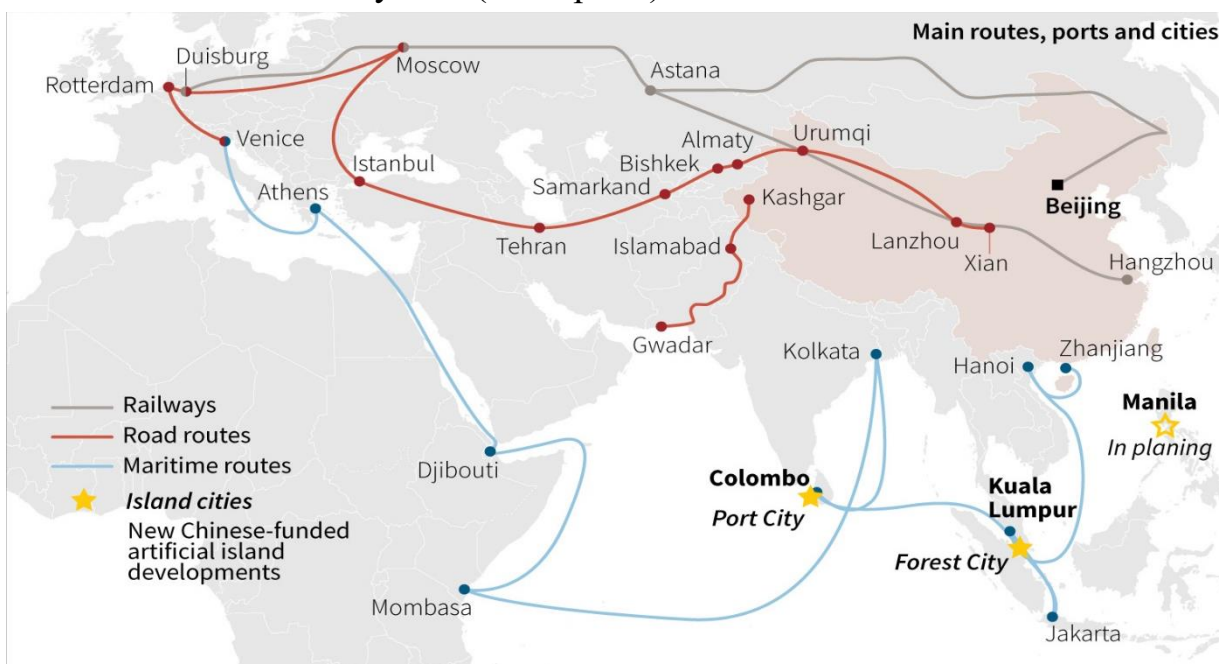 Main routes, ports and cities
Duisburg
Rotterdam
Moscow
Astana
Venice
Urumqi
Almaty
Bishkek
Istanbul
Samarkand
Athens
Kashgar
Beijing
Tehran
Islamabad
Lanzhou
Xian
Hangzhou
Gwadar
Kolkata
Hanoi
Zhanjiang
Railways
Road routes
Maritime routes
Island cities
New Chinese-funded
artificial island
developments
Manila
In planing
Djibouti
Colombo
Port City
Kuala
Lumpur
Forest City
Mombasa
Jakarta